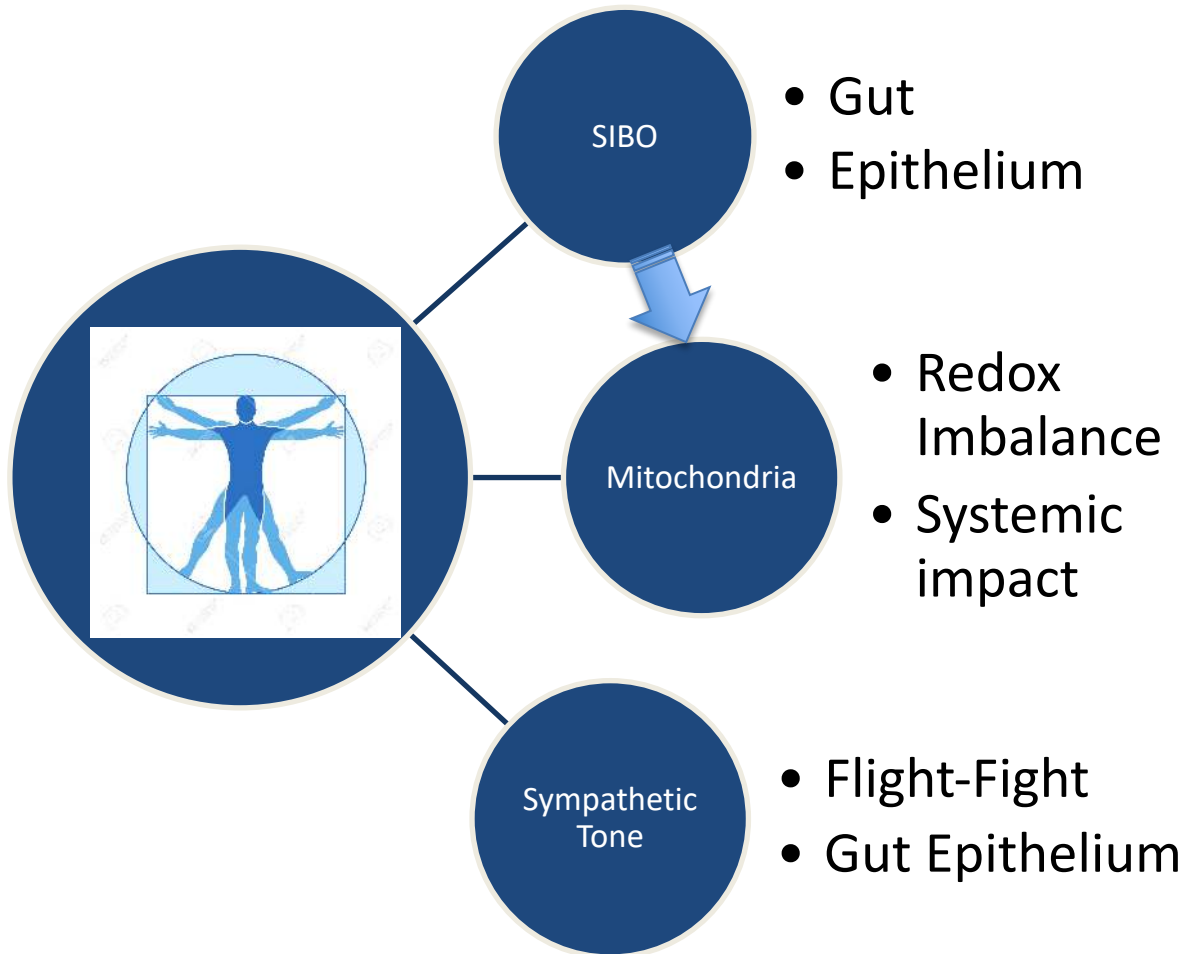 SIBO
• Gut
• Epithelium
Mitochondria
• Redox
Imbalance
• Systemic
impact
Sympathetic
Tone
• Flight-Fight
• Gut Epithelium